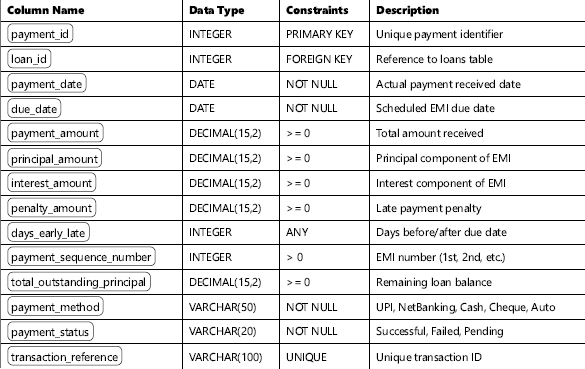 Column Name Data Type Constraints Description
payment_id INTEGER PRIMARY KEY Unique payment identifier
loan_id INTEGER FOREIGN KEY Reference to loans table
payment_date DATE NOT NULL Actual payment received date
due_date DATE NOT NULL Scheduled EMI due date
payment_amount DECIMAL(15,2) >= 0 Total amount received
principal_amount DECIMAL(15,2) >= 0 Principal component of EMI
interest_amount DECIMAL(15,2) >= 0 Interest component of EMI
penalty_amount DECIMAL(15,2) >= 0 Late payment penalty
days_early_late INTEGER ANY Days before/after due date
payment_sequence_number INTEGER > 0 EMI number (1st, 2nd, etc.)
total_outstanding_principal DECIMAL(15,2) >= 0 Remaining loan balance
payment_method VARCHAR(50) NOT NULL UPI, NetBanking, Cash, Cheque, Auto
payment_status VARCHAR(20) NOT NULL Successful, Failed, Pending
transaction_reference VARCHAR(100) UNIQUE Unique transaction ID